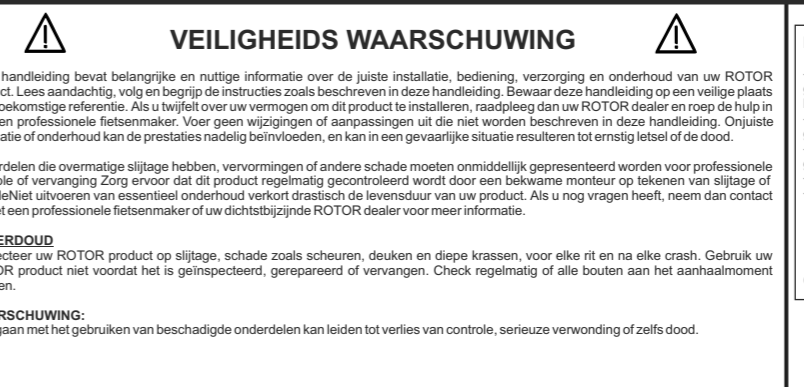 VEILIGHEIDS WAARSCHUWING
handleiding bevat belangrijke en nuttige informatie over de juiste installatie, bediening, verzorging en onderhoud van uw ROTOR
ct. Lees aandachtig, volg en begrijp de instructies zoals beschreven in deze handleiding. Bewaar deze handleiding op een veilige plaats
oekomstige referentie. Als u twijfelt over uw vermogen om dit product te installeren, raadpleeg dan uw ROTOR dealer en roep de hulp in
en professionele fietsenmaker. Voer geen wijzigingen of aanpassingen uit die niet worden beschreven in deze handleiding. Onjuiste
atie of onderhoud kan de prestaties nadelig beïnvloeden, en kan in een gevaarlijke situatie resulteren tot ernstig letsel of de dood.
rdelen die overmatige slijtage hebben, vervormingen of andere schade moeten onmiddellijk gepresenteerd worden voor professionele
ole of vervanging Zorg ervoor dat dit product regelmatig gecontroleerd wordt door een bekwame monteur op tekenen van slijtage of
deNiet uitvoeren van essentieel onderhoud verkort drastisch de levensduur van uw product. Als u nog vragen heeft, neem dan contact
et een professionele fietsenmaker of uw dichtstbijzijnde ROTOR dealer voor meer informatie.
ERDOUD
ecteer uw ROTOR product op slijtage, schade zoals scheuren, deuken en diepe krassen, voor elke rit en na elke crash. Gebruik uw
OR product niet voordat het is geïnspecteerd, gerepareerd of vervangen. Check regelmatig of alle bouten aan het aanhaalmoment
en.
RSCHUWING:
gaan met het gebruiken van beschadigde onderdelen kan leiden tot verlies van controle, serieuze verwonding of zelfs dood.